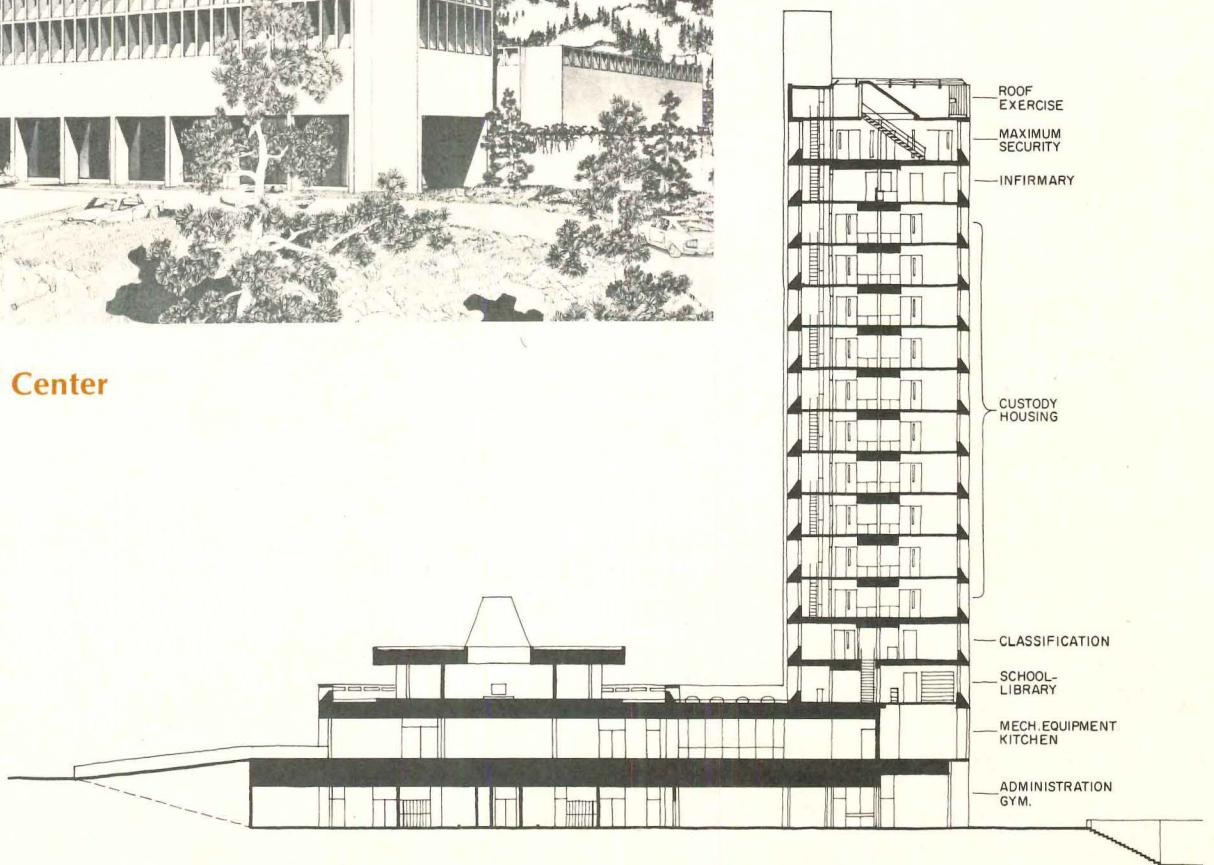 Center
ROOF
EXERCISE
MAXIMUM
SECURITY
INFIRMARY
CUSTODY
HOUSING
CLASSIFICATION
SCHOOL-
LIBRARY
MECH. EQUIPMENT
KITCHEN
ADMINISTRATION
GYM.